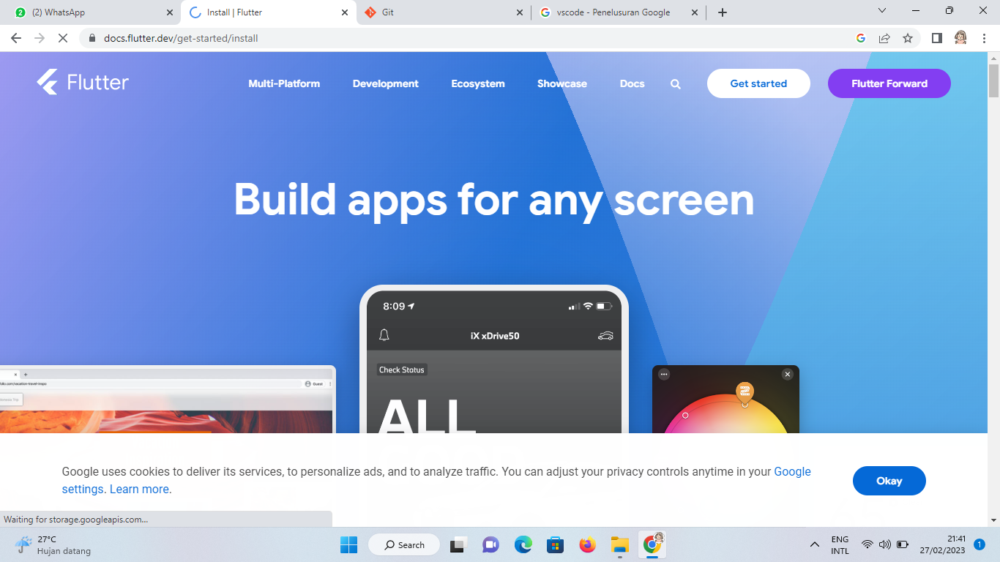 (2) WhatsApp
Install | Flutter
Git
vscode - Penelusuran Google
docs.flutter.dev/get-started/install
Flutter
Multi-Platform
Development
Ecosystem
Showcase
Docs
Get started
Flutter Forward
Build apps for any screen
8:09
iX xDrive50
Check Status
ALL
Guest
Google uses cookies to deliver its services, to personalize ads, and to analyze traffic. You can adjust your privacy controls anytime in your Google
settings. Learn more.
Okay
Waiting for storage.googleapis.com...
27°C
Hujan datang
Search
ENG
INTL
21:41
27/02/2023
1